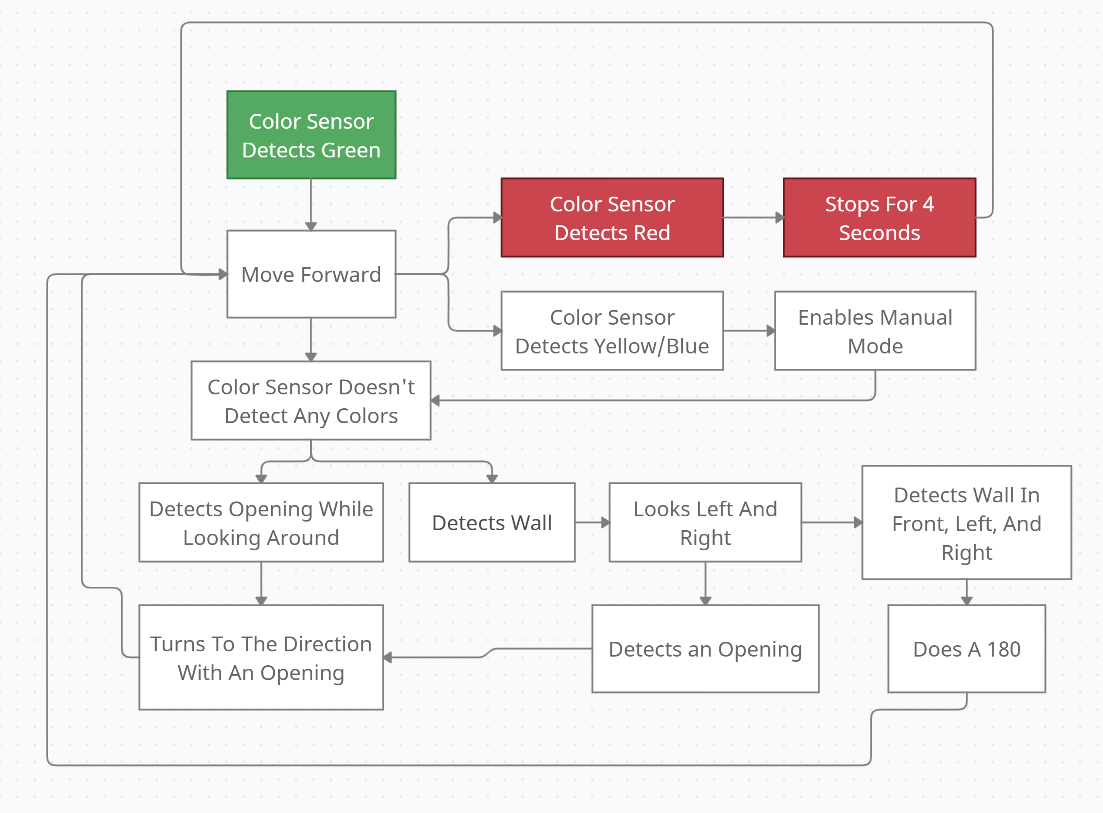 Color Sensor
Detects Green
Color Sensor
Detects Red
Stops For 4
Seconds
Move Forward
Color Sensor
Detects Yellow/Blue
Enables Manual
Mode
Color Sensor Doesn't
Detect Any Colors
Detects Opening While
Looking Around
Detects Wall
Looks Left And
Right
Detects Wall In
Front, Left, And
Right
Turns To The Direction
With An Opening
Detects an Opening
Does A 180